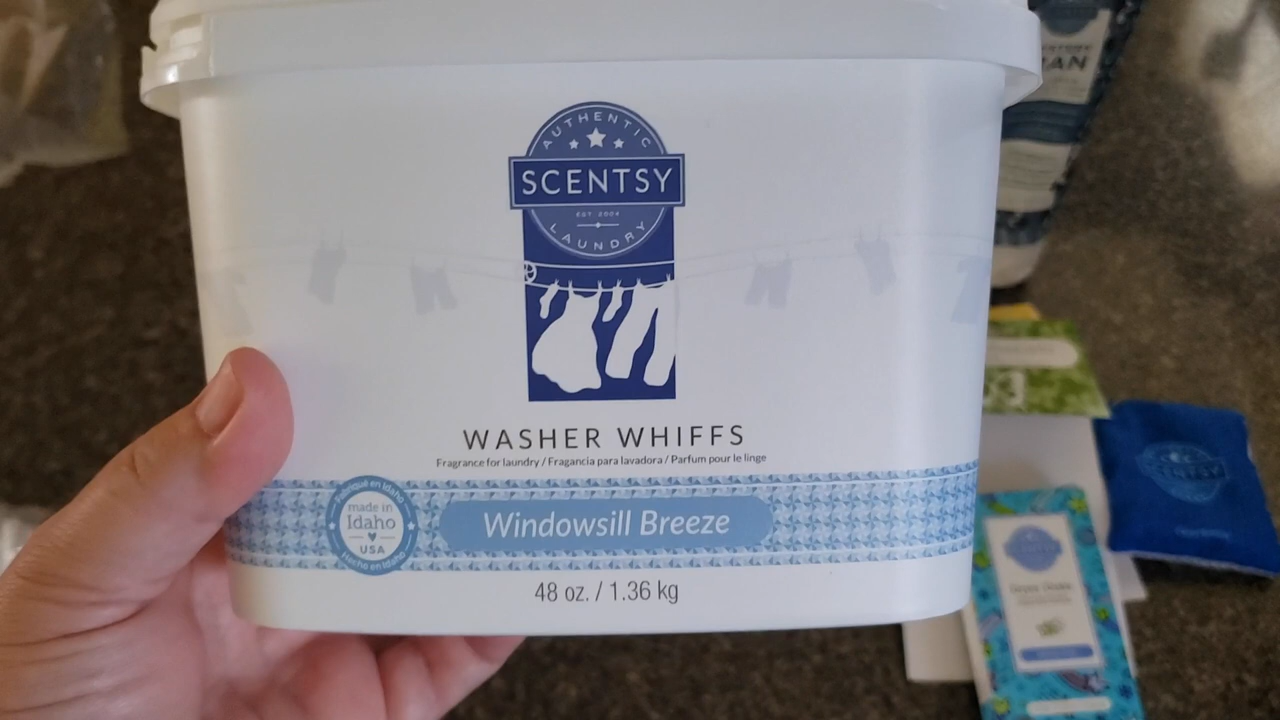 AUTHENTIC
SCENTSY
EST 2004
LAUNDRY
WASHER WHIFFS
Fragrance for laundry / Fragancia para lavadora / Parfum pour le linge
Fabriqué en Idaho
made in
Idaho
USA
Hecho en Idaho
Windowsill Breeze
48 oz. / 1.36 kg
SCENTSY